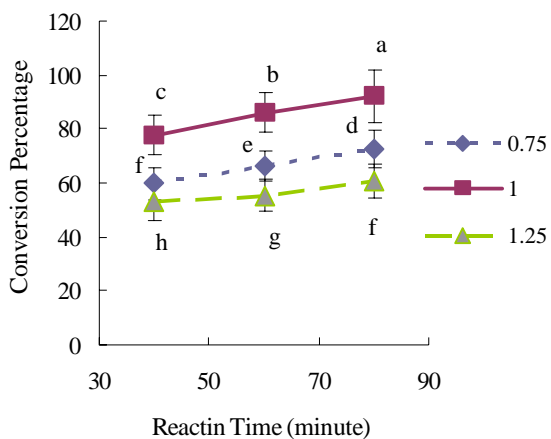 120
100
80
60
40
20
0
Conversion Percentage
a
b
c
d
e
f
f
g
h
0.75
1
1.25
30
50
70
90
Reactin Time (minute)